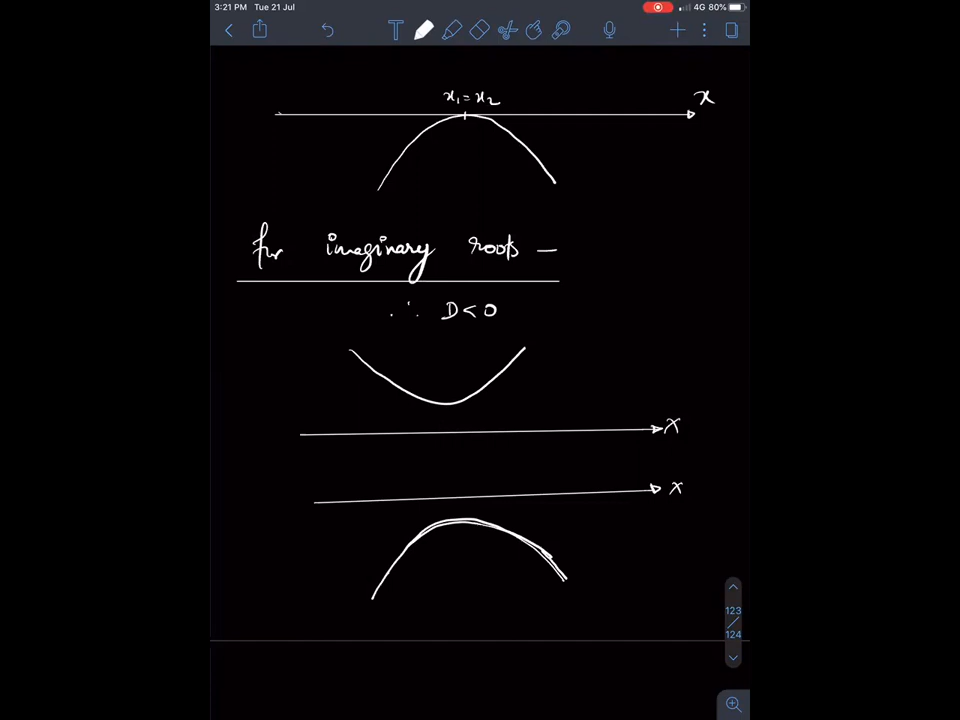 3:21 PM Tue 21 Jul 4G 80%
x₁ = x₂
x
for imaginary roots —
∴ D < 0
x
x
123
124